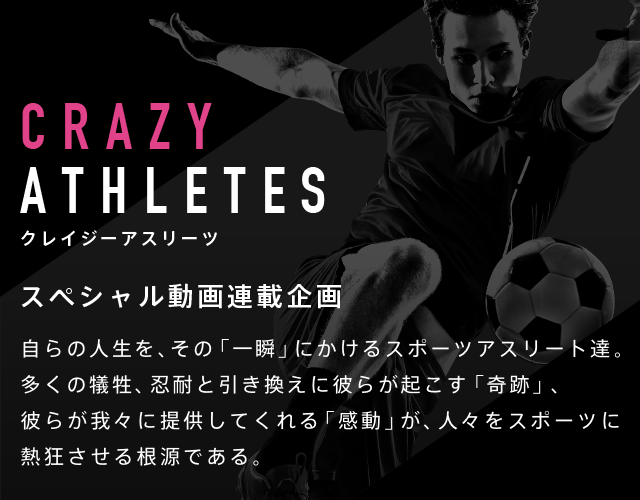 CRAZY
ATHLETES
クレイジーアスリーツ
スペシャル動画連載企画
自らの人生を、その「一瞬」にかけるスポーツアスリート達。
多くの犠牲、忍耐と引き換えに彼らが起こす「奇跡」、
彼らが我々に提供してくれる「感動」が、人々をスポーツに
熱狂させる根源である。